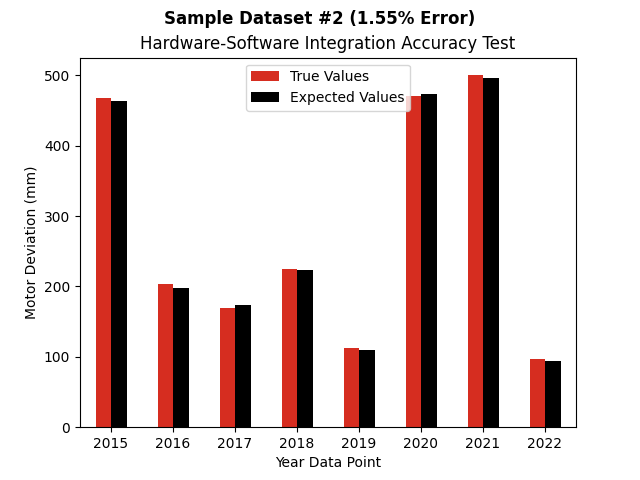 Sample Dataset #2 (1.55% Error)
Hardware-Software Integration Accuracy Test
True Values
Expected Values
Motor Deviation (mm)
500
400
300
200
100
0
2015 2016 2017 2018 2019 2020 2021 2022
Year Data Point